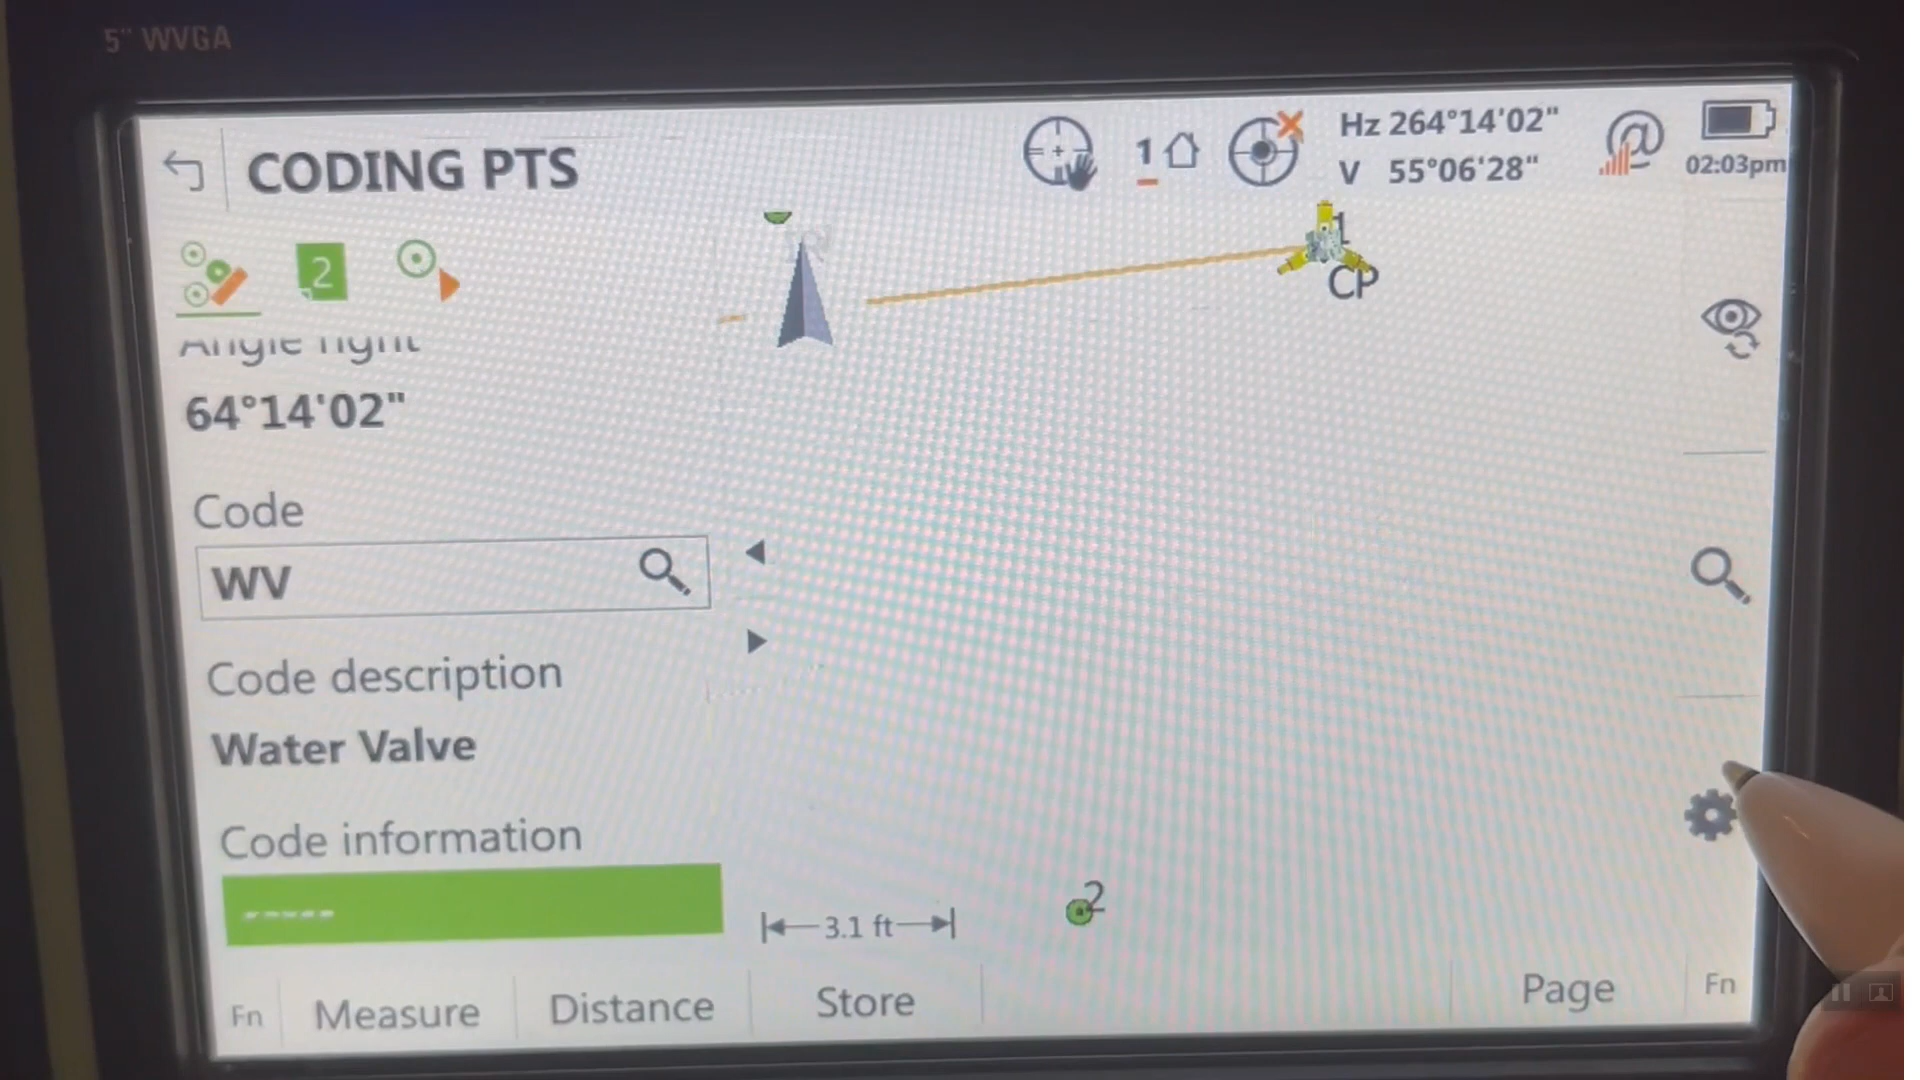 5" WVGA
CODING PTS
1
Hz 264°14'02"
V 55°06'28"
02:03pm
2
Angle right
64°14'02"
1
CP
Code
WV
Code description
Water Valve
Code information
-----
3.1 ft
2
Fn
Measure
Distance
Store
Page
Fn